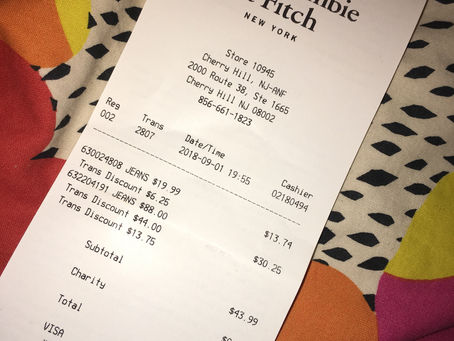 & Fitch
NEW YORK
Store 10945
Cherry Hill, NJ-ANF
2000 Route 38, Ste 1665
Cherry Hill NJ 08002
856-661-1823
Reg Trans Date/Time Cashier
002 2807 2018-09-01 19:55 02180494
630024808 JEANS $19.99
Trans Discount $6.25 $13.74
632204191 JEANS $88.00
Trans Discount $44.00
Trans Discount $13.75 $30.25
Subtotal $43.99
Charity
Total
VISA